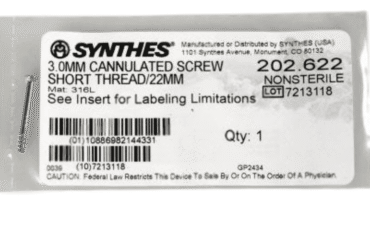 SYNTHES®
Manufactured or Distributed by SYNTHES (USA)
1101 Synthes Avenue, Monument, CO 80132
3.0MM CANNULATED SCREW
202.622
SHORT THREAD/22MM
NONSTERILE
Mat: 316L
LOT 7213118
See Insert for Labeling Limitations
Qty: 1
(01)10886982144331
0039
(10)7213118
GP2434
CAUTION: Federal Law Restricts This Device To Sale By Or On The Order Of A Physician.